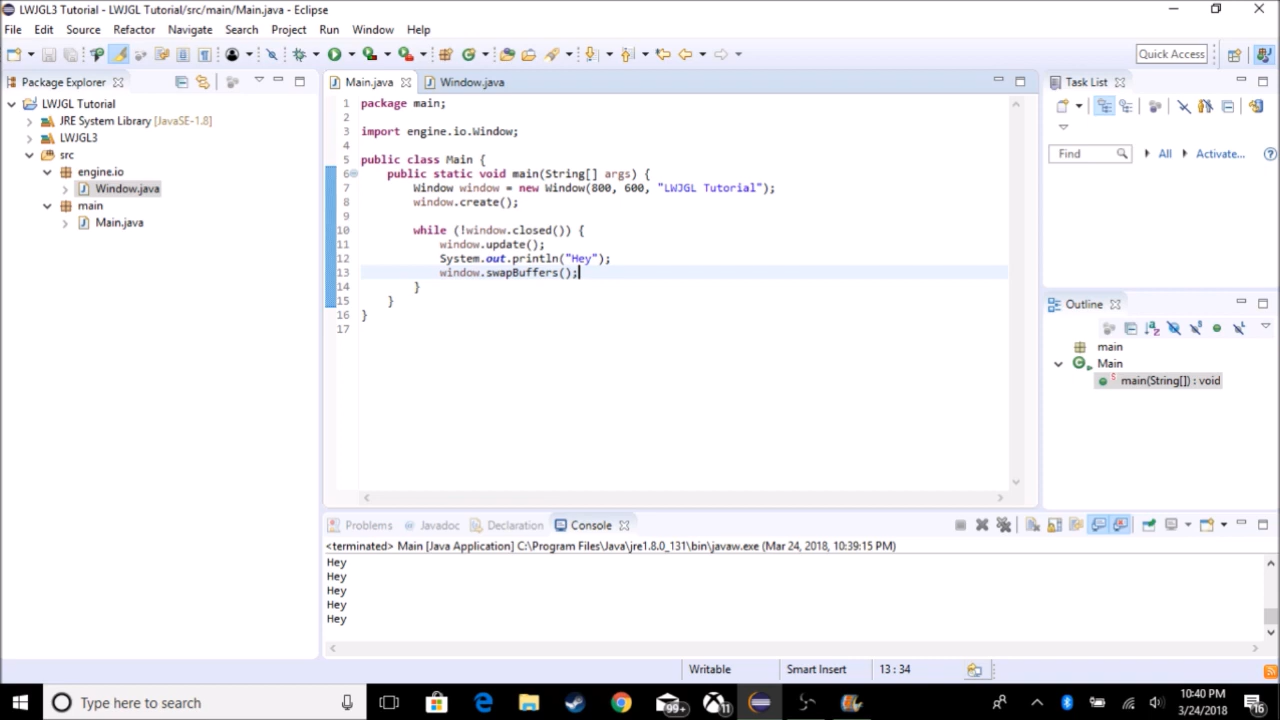 LWJGL3 Tutorial - LWJGL Tutorial/src/main/Main.java - Eclipse
File Edit Source Refactor Navigate Search Project Run Window Help
Quick Access
Package Explorer
Main.java
Window.java
Task List
LWJGL Tutorial
JRE System Library [JavaSE-1.8]
LWJGL3
src
engine.io
Window.java
main
Main.java
1 package main;
2
3 import engine.io.Window;
4
5 public class Main {
6 public static void main(String[] args) {
7 Window window = new Window(800, 600, "LWJGL Tutorial");
8 window.create();
9
10 while (!window.closed()) {
11 window.update();
12 System.out.println("Hey");
13 window.swapBuffers();
14 }
15 }
16 }
17
Find
All
Activate...
Outline
main
Main
main(String[]) : void
Problems
Javadoc
Declaration
Console
<terminated> Main [Java Application] C:\Program Files\Java\jre1.8.0_131\bin\javaw.exe (Mar 24, 2018, 10:39:15 PM)
Hey
Hey
Hey
Hey
Hey
Writable
Smart Insert
13 : 34
Type here to search
99+
11
10:40 PM
3/24/2018
16